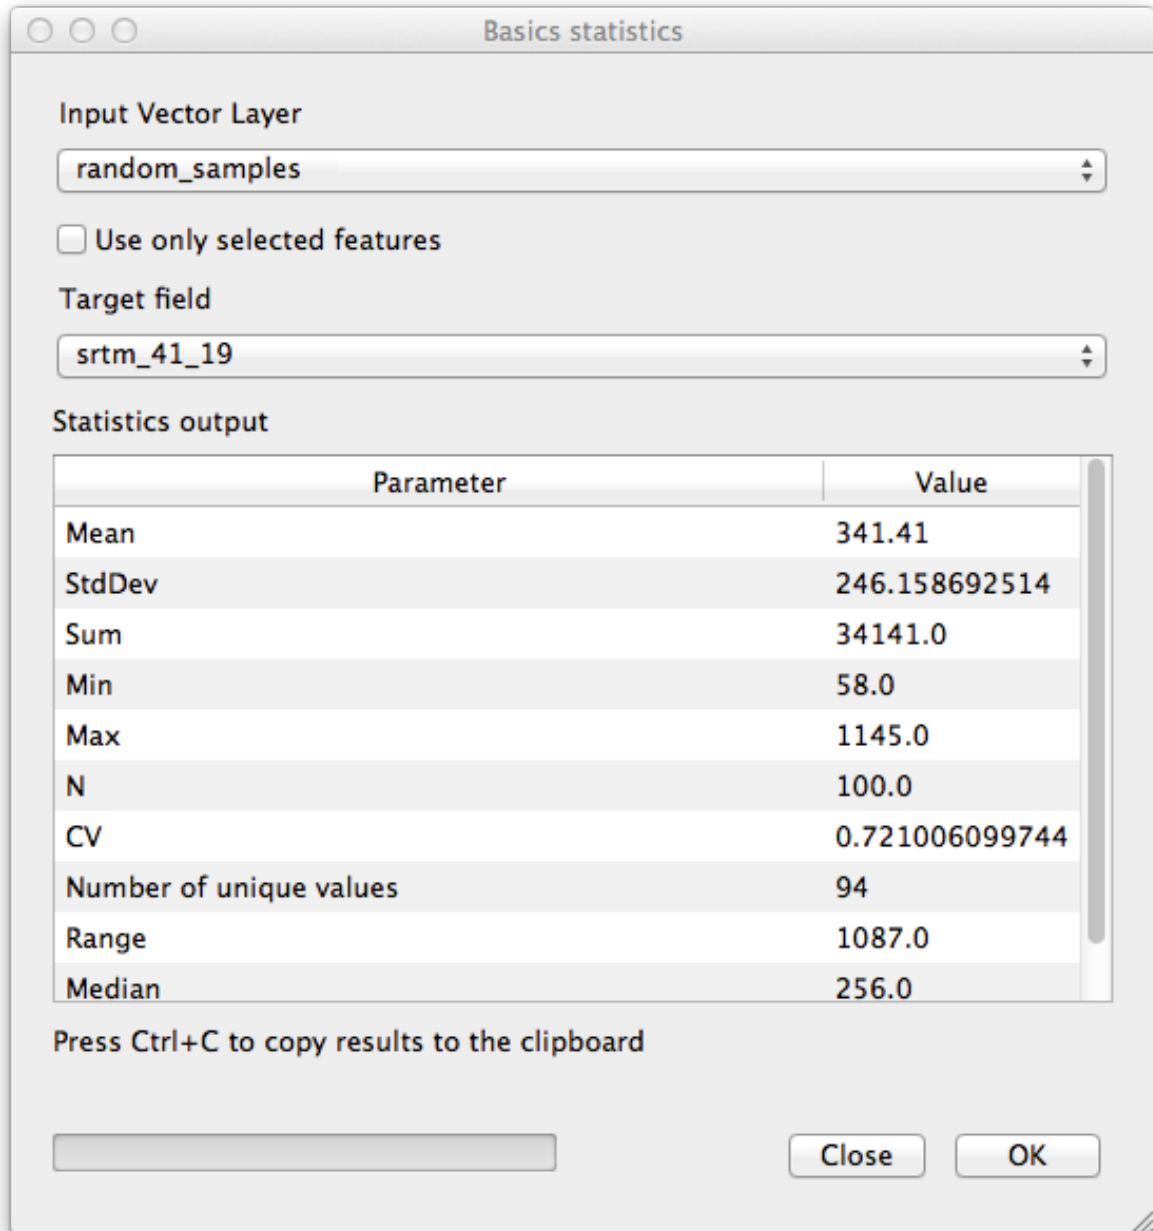 Basics statistics
Input Vector Layer
random_samples
Use only selected features
Target field
srtm_41_19
Statistics output
Parameter Value
Mean 341.41
StdDev 246.158692514
Sum 34141.0
Min 58.0
Max 1145.0
N 100.0
CV 0.721006099744
Number of unique values 94
Range 1087.0
Median 256.0
Press Ctrl+C to copy results to the clipboard
Close OK